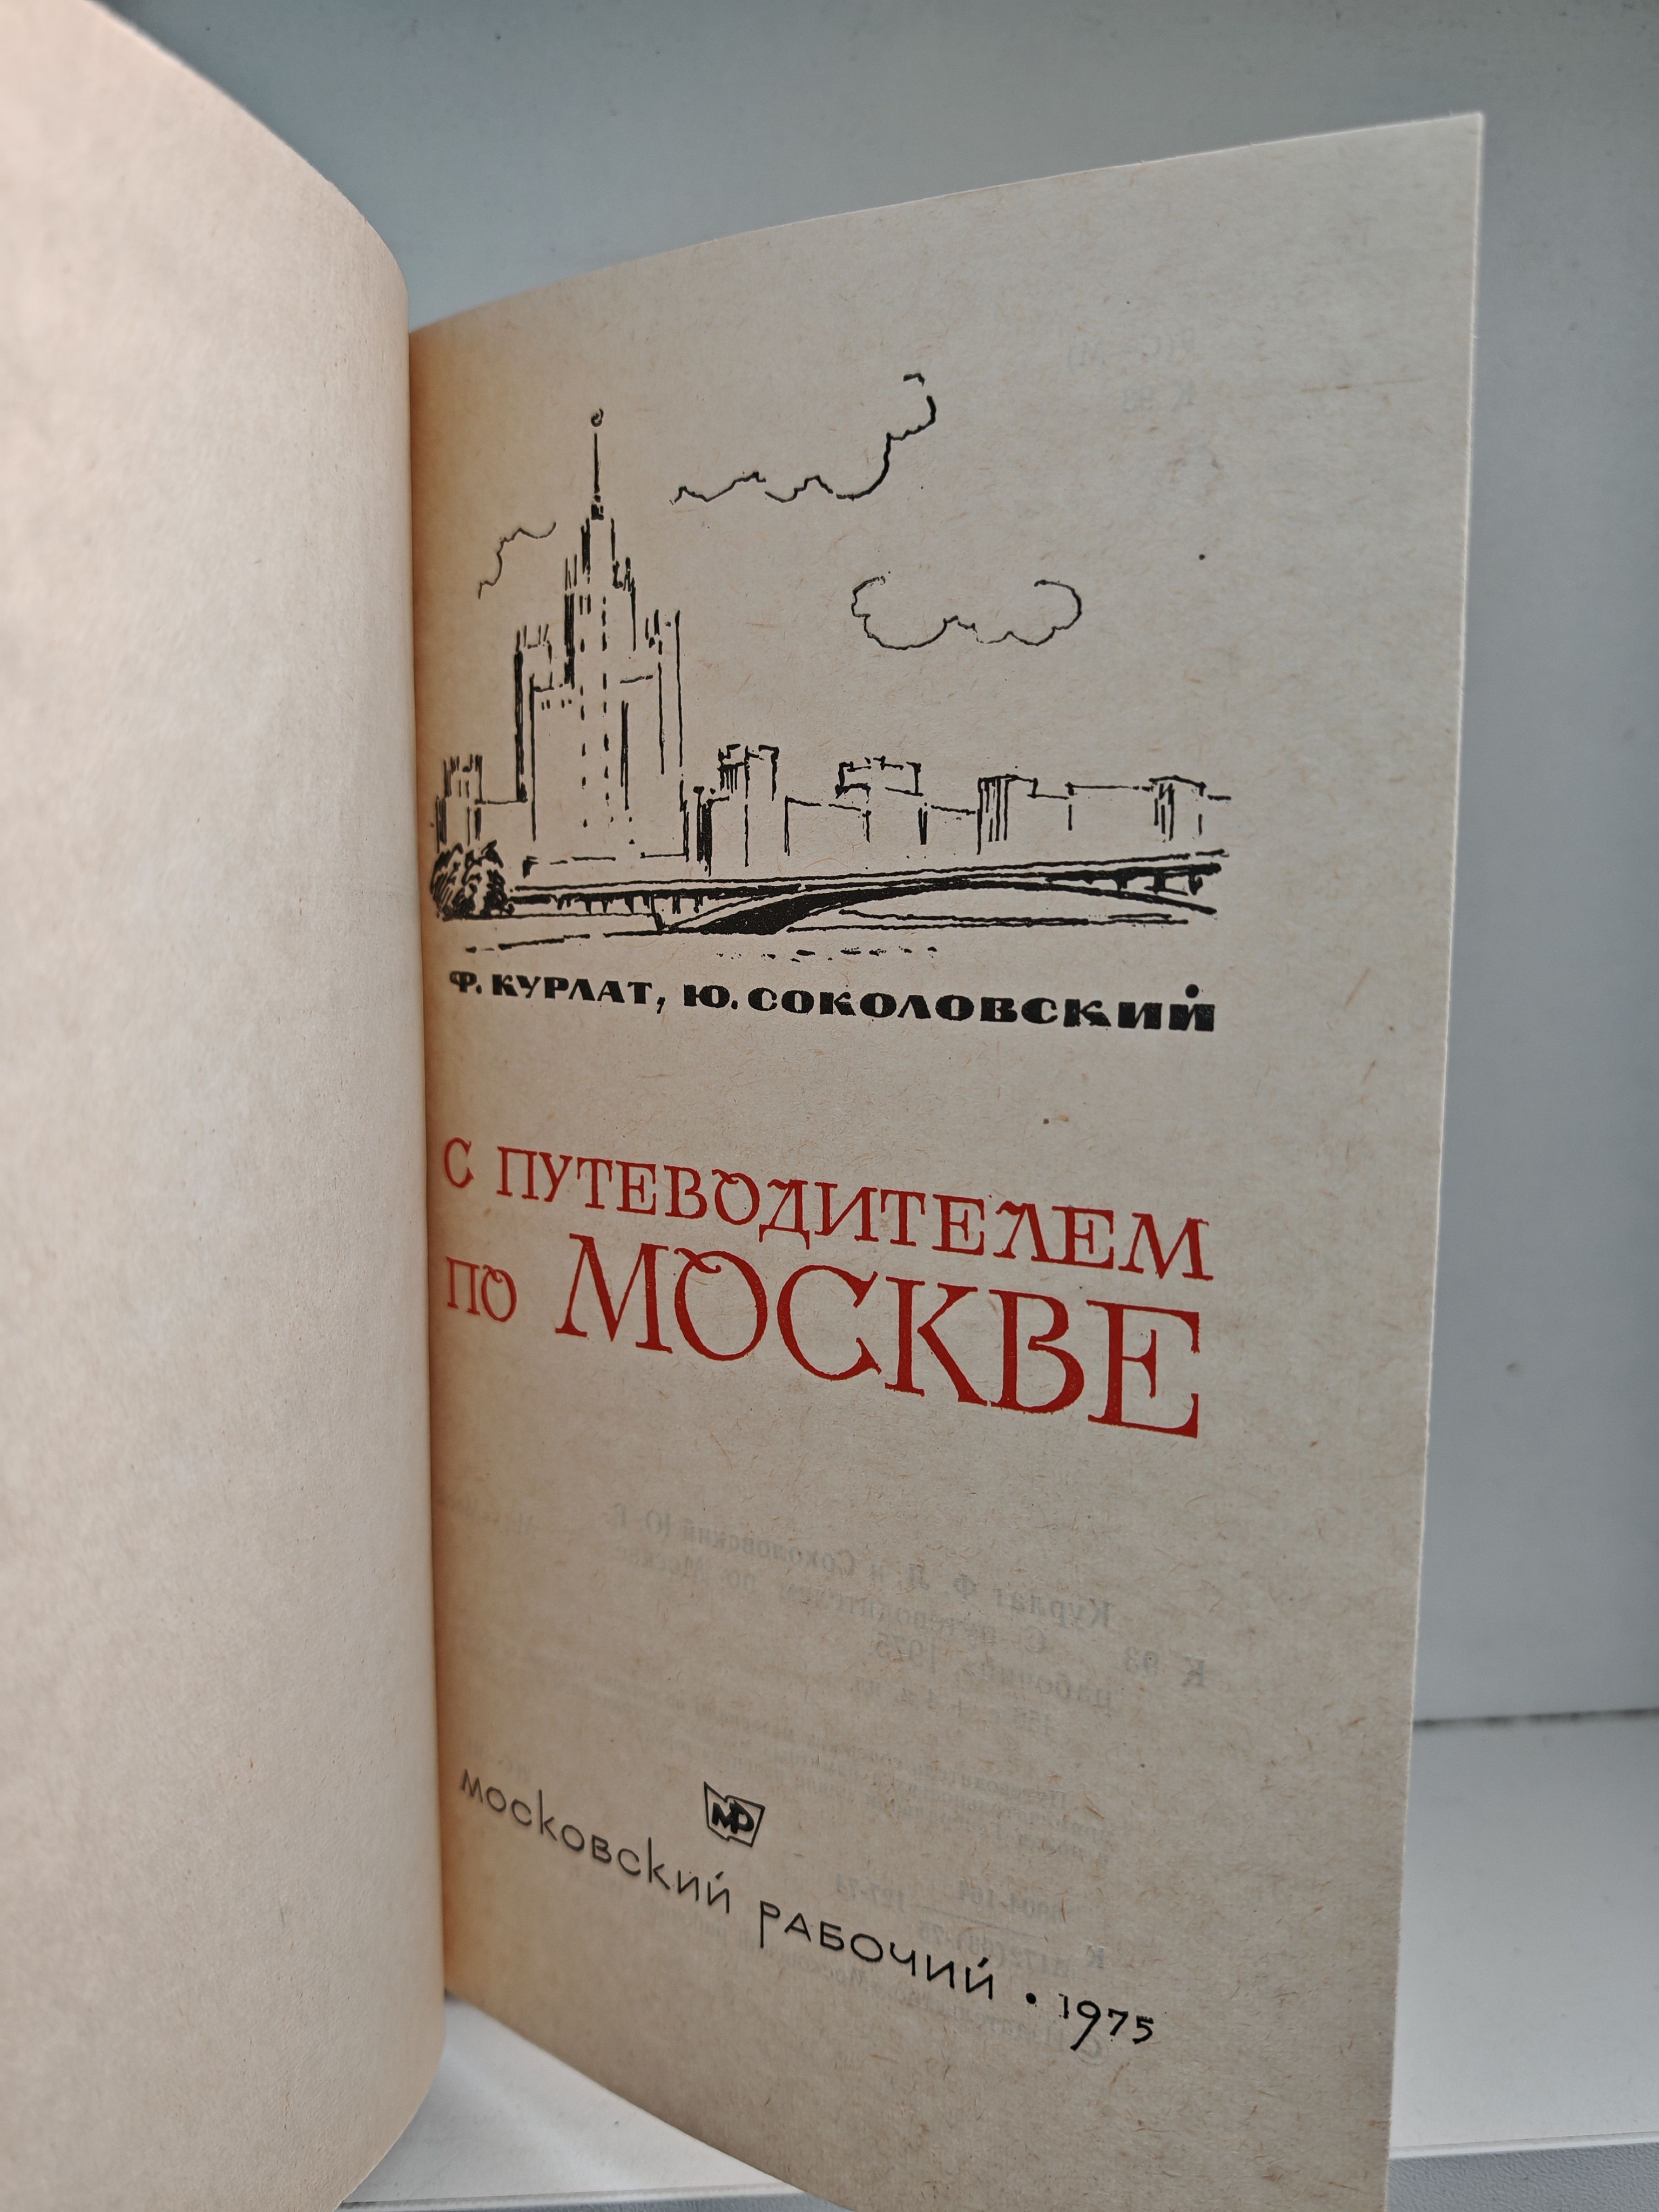 Ф. КУРЛАТ, Ю. СОКОЛОВСКИЙ
С ПУТЕВОДИТЕЛЕМ
ПО МОСКВЕ
МР
МОСКОВСКИЙ РАБОЧИЙ • 1975